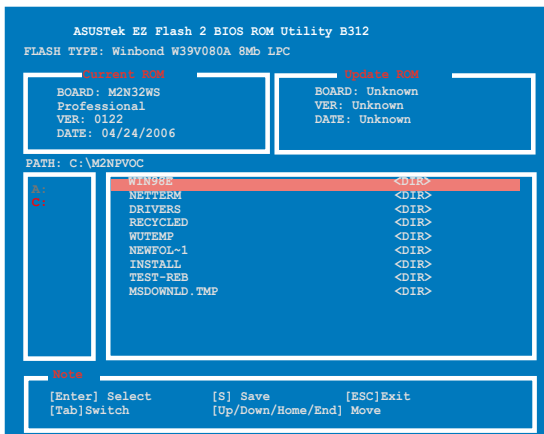 ASUSTek EZ Flash 2 BIOS ROM Utility B312
FLASH TYPE: Winbond W39V080A 8Mb LPC
Current ROM
BOARD: M2N32WS
Professional
VER: 0122
DATE: 04/24/2006
Update ROM
BOARD: Unknown
VER: Unknown
DATE: Unknown
PATH: C:\M2NPVOC
A:
C:
WIN98E <DIR>
NETTERM <DIR>
DRIVERS <DIR>
RECYCLED <DIR>
WUTEMP <DIR>
NEWFOL~1 <DIR>
INSTALL <DIR>
TEST-REB <DIR>
MSDOWNLD.TMP <DIR>
Note
[Enter] Select [S] Save [ESC]Exit
[Tab]Switch [Up/Down/Home/End] Move